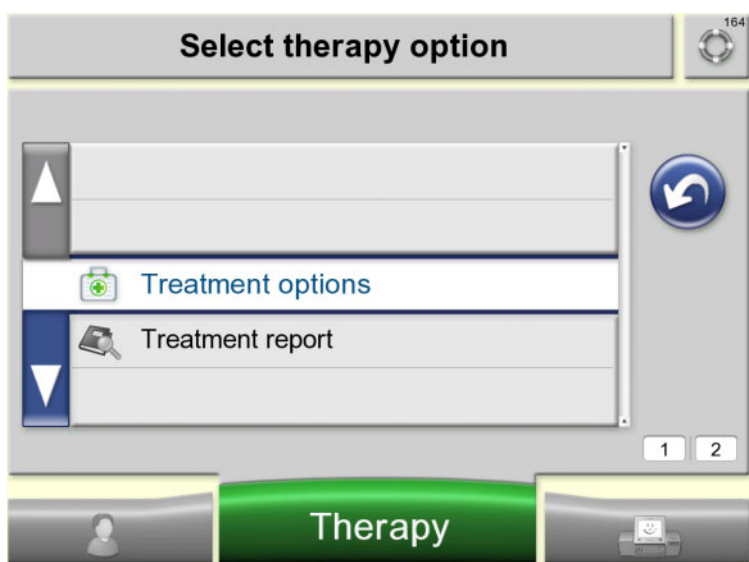 Select therapy option
164
Treatment options
Treatment report
1 2
Therapy